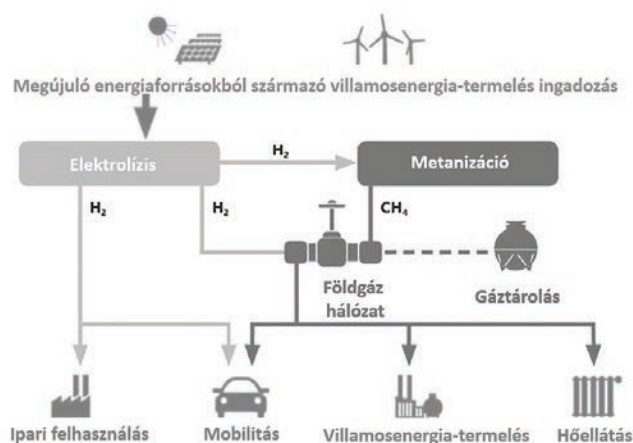 Megújuló energiaforrásokból származó villamosenergia-termelés ingadozás
Elektrolízis
H₂
Metanizáció
H₂
H₂
CH₄
Földgáz
hálózat
Gáztárolás
Ipari felhasználás
Mobilitás
Villamosenergia-termelés
Hőellátás